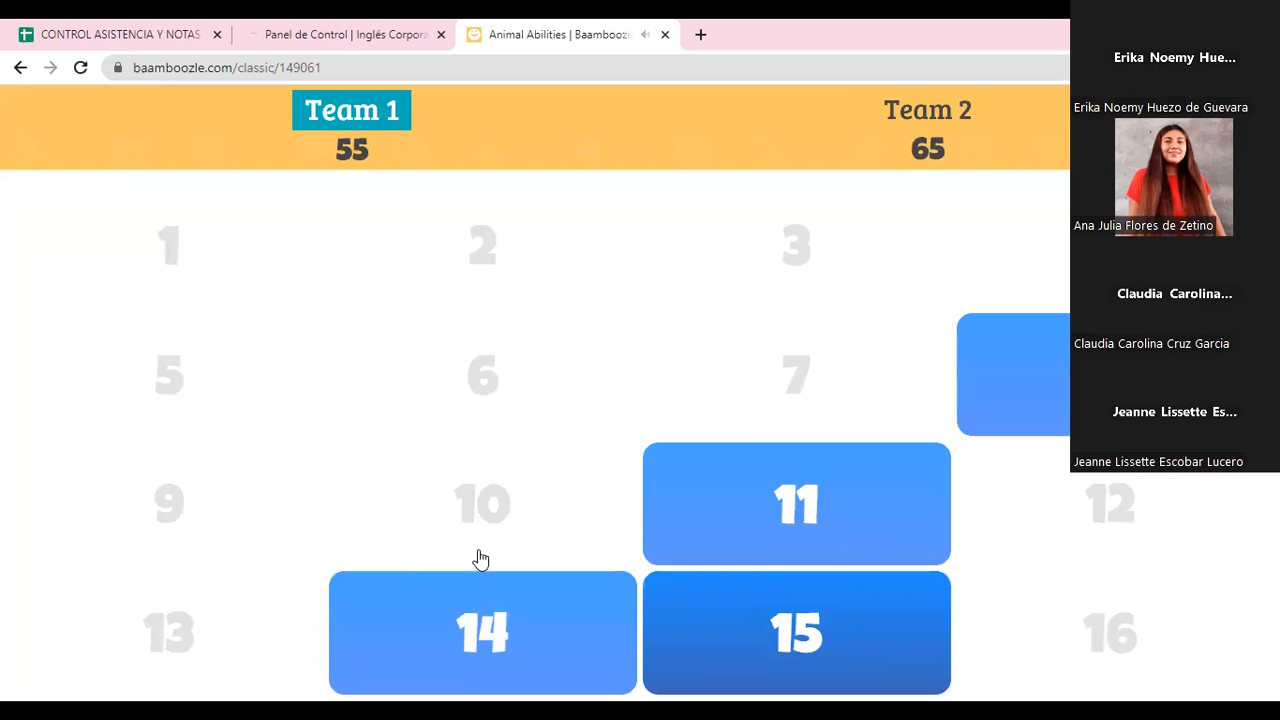 CONTROL ASISTENCIA Y NOTAS
Panel de Control | Inglés Corpora
Animal Abilities | Baamboozl
baamboozle.com/classic/149061
Team 1
55
Team 2
65
1
2
3
5
6
7
9
10
11
12
13
14
15
16
Erika Noemy Hue...
Erika Noemy Huezo de Guevara
Ana Julia Flores de Zetino
Claudia Carolina...
Claudia Carolina Cruz Garcia
Jeanne Lissette Es...
Jeanne Lissette Escobar Lucero